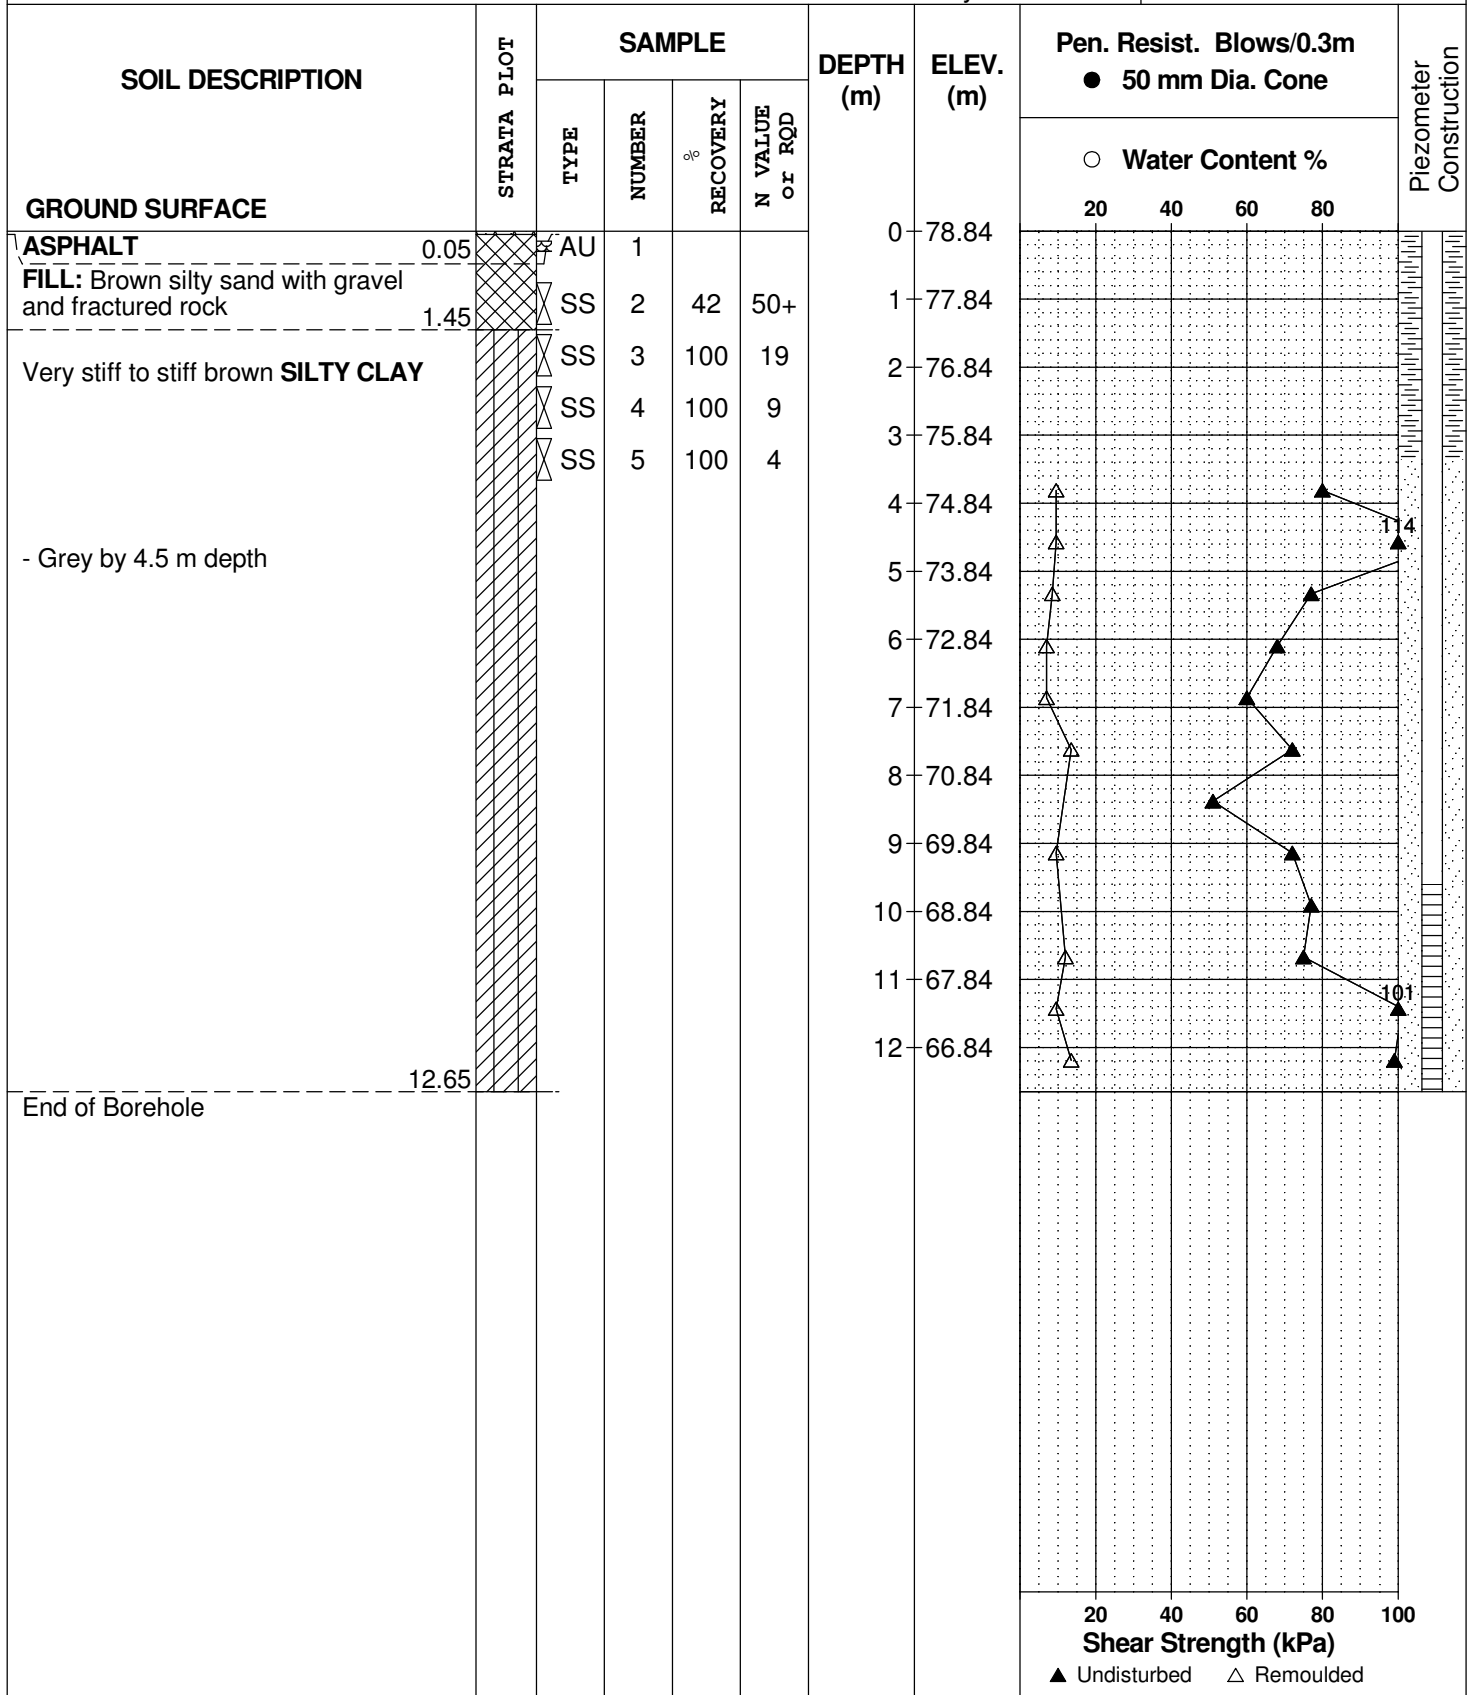 SOIL DESCRIPTION
GROUND SURFACE
STRATA PLOT
SAMPLE
TYPE
NUMBER
% RECOVERY
N VALUE or RQD
DEPTH (m)
ELEV. (m)
Pen. Resist. Blows/0.3m
● 50 mm Dia. Cone
○ Water Content %
20 40 60 80
Piezometer Construction
0 78.84
ASPHALT 0.05 AU 1
FILL: Brown silty sand with gravel
and fractured rock 1.45
SS 2 42 50+
1 77.84
SS 3 100 19
2 76.84
Very stiff to stiff brown SILTY CLAY
SS 4 100 9
3 75.84
SS 5 100 4
4 74.84
114
- Grey by 4.5 m depth
5 73.84
6 72.84
7 71.84
8 70.84
9 69.84
10 68.84
11 67.84
101
12 66.84
12.65
End of Borehole
20 40 60 80 100
Shear Strength (kPa)
▲ Undisturbed △ Remoulded